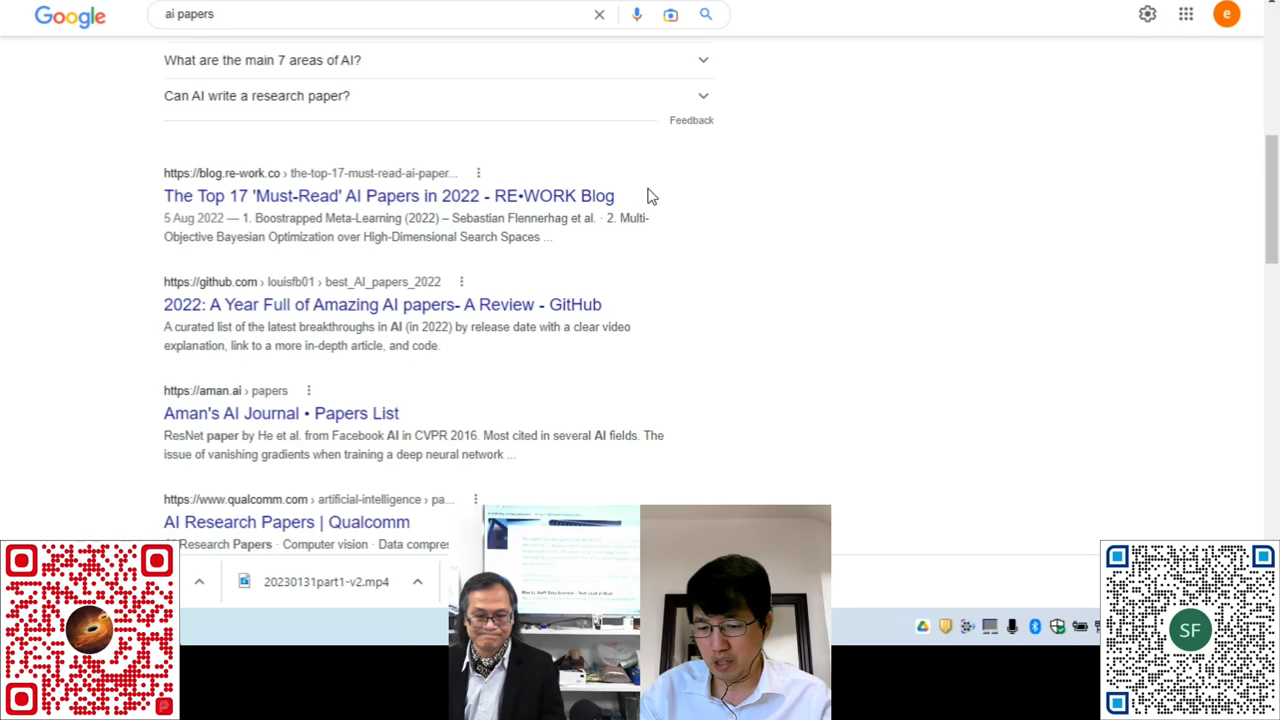 Google
ai papers
e
What are the main 7 areas of AI?
Can AI write a research paper?
Feedback
https://blog.re-work.co › the-top-17-must-read-ai-paper...
The Top 17 'Must-Read' AI Papers in 2022 - RE•WORK Blog
5 Aug 2022 — 1. Boostrapped Meta-Learning (2022) – Sebastian Flennerhag et al. · 2. Multi-
Objective Bayesian Optimization over High-Dimensional Search Spaces ...
https://github.com › louisfb01 › best_AI_papers_2022
2022: A Year Full of Amazing AI papers- A Review - GitHub
A curated list of the latest breakthroughs in AI (in 2022) by release date with a clear video
explanation, link to a more in-depth article, and code.
https://aman.ai › papers
Aman's AI Journal • Papers List
ResNet paper by He et al. from Facebook AI in CVPR 2016. Most cited in several AI fields. The
issue of vanishing gradients when training a deep neural network ...
https://www.qualcomm.com › artificial-intelligence › pa...
AI Research Papers | Qualcomm
Research Papers · Computer vision · Data compres
20230131part1-v2.mp4
SF